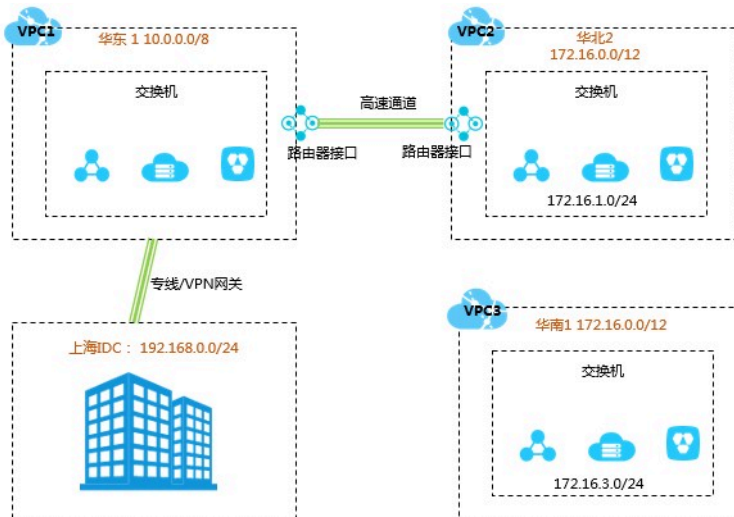 VPC1
华东 1 10.0.0.0/8
交换机
VPC2
华北2
172.16.0.0/12
交换机
172.16.1.0/24
高速通道
路由器接口
路由器接口
专线/VPN网关
上海IDC： 192.168.0.0/24
VPC3
华南1 172.16.0.0/12
交换机
172.16.3.0/24